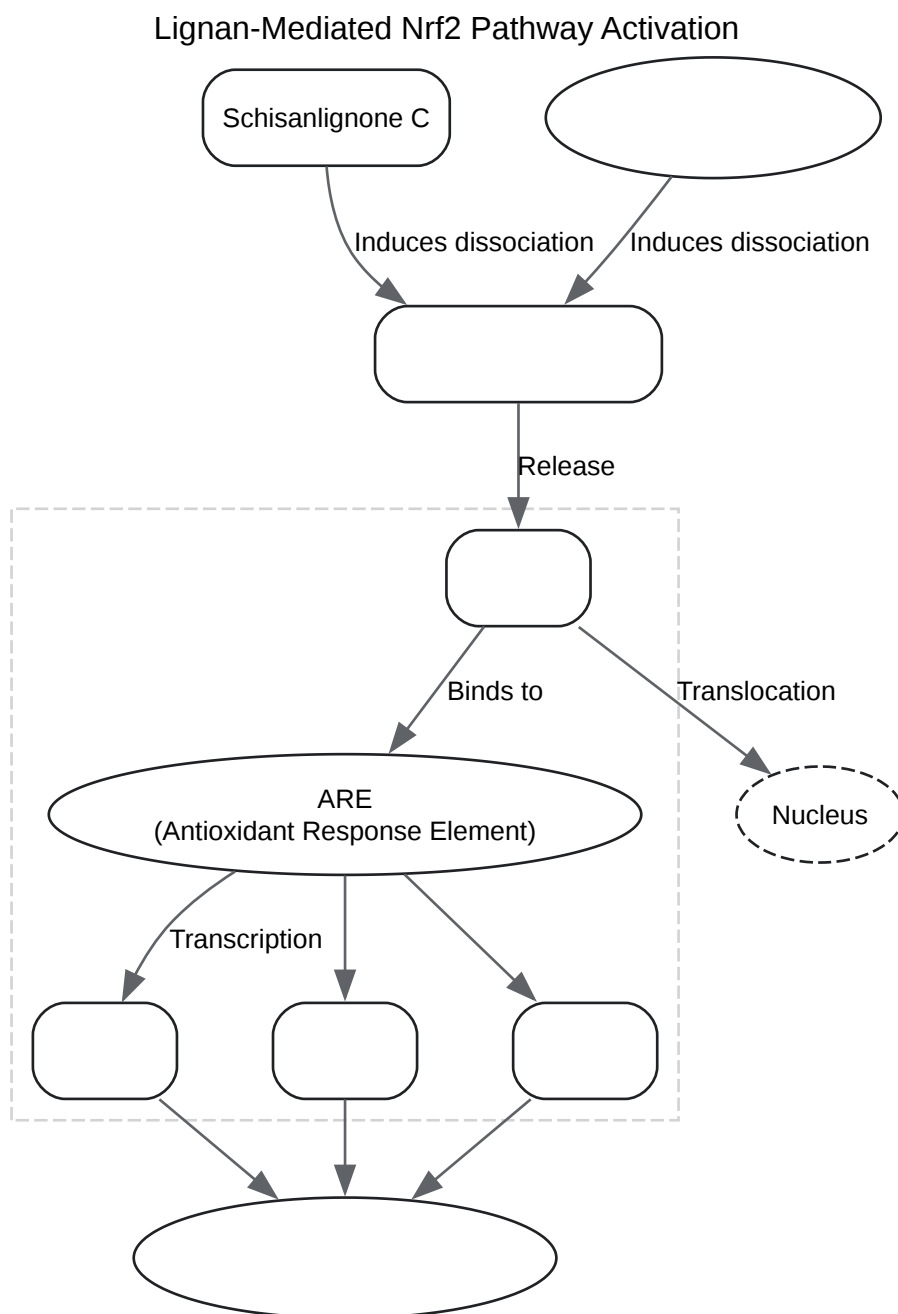 Lignan-Mediated Nrf2 Pathway Activation
Schisanlignone C
Induces dissociation
Induces dissociation
Release
Binds to
Translocation
ARE
(Antioxidant Response Element)
Nucleus
Transcription